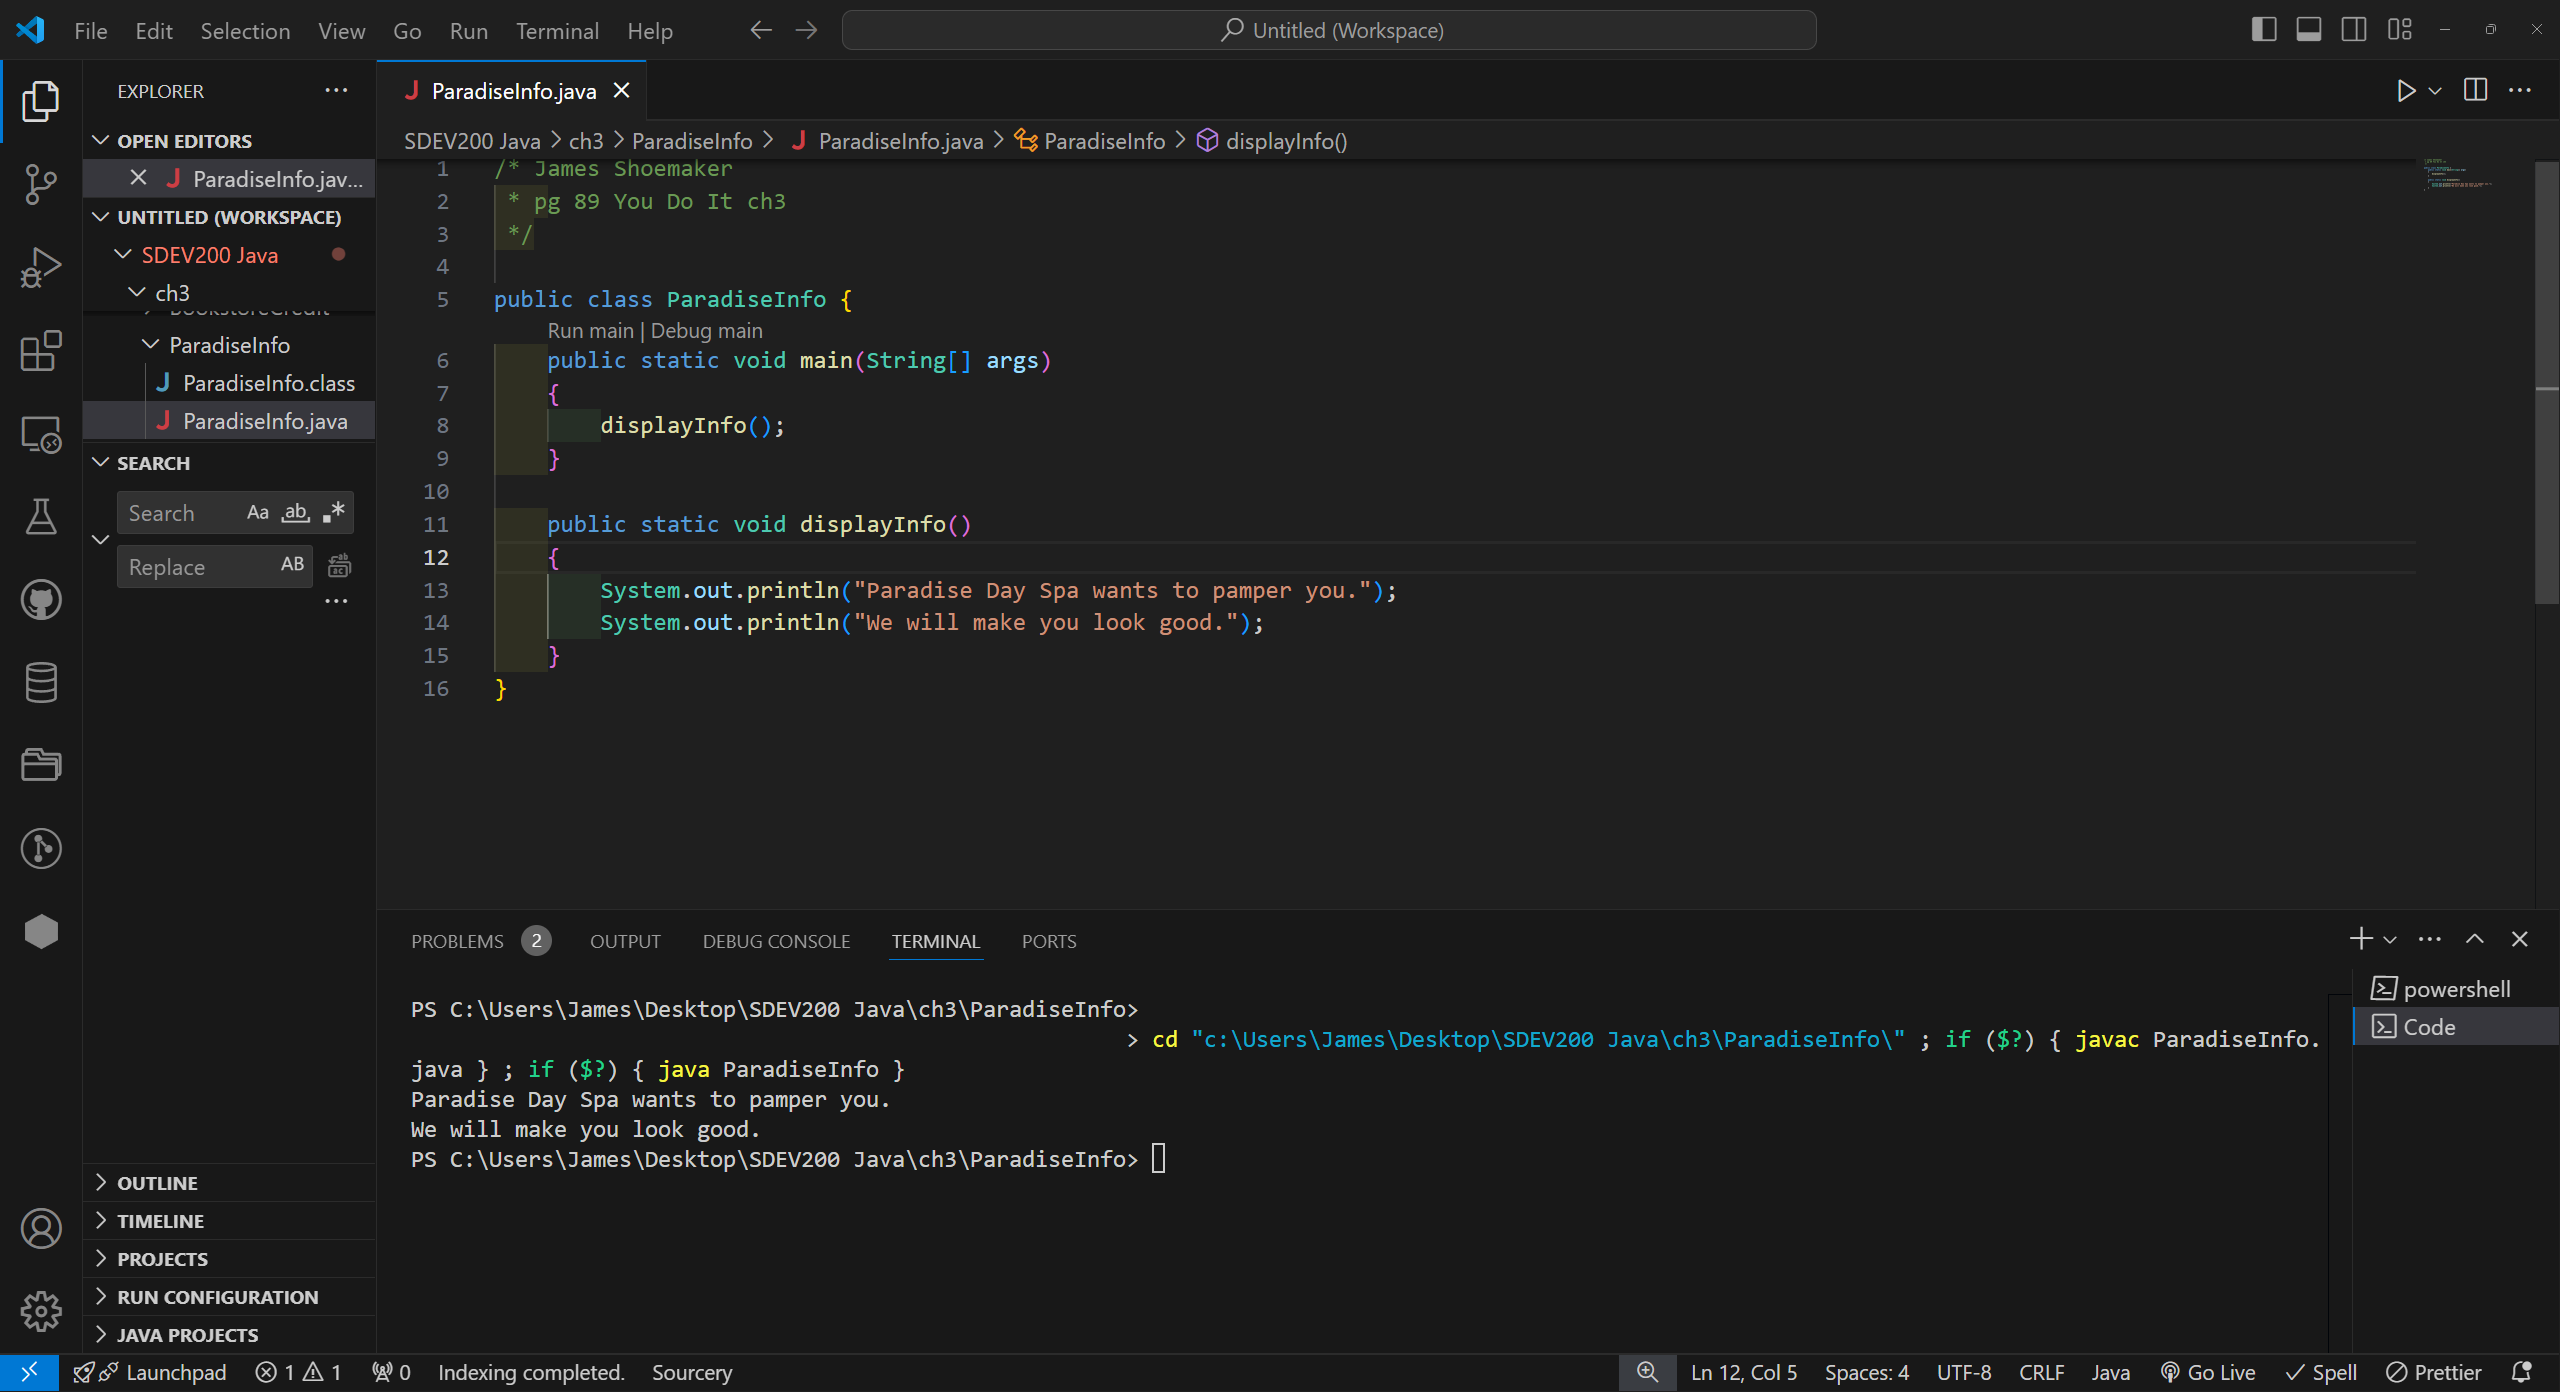 File Edit Selection View Go Run Terminal Help
Untitled (Workspace)
EXPLORER
OPEN EDITORS
ParadiseInfo.jav...
UNTITLED (WORKSPACE)
SDEV200 Java
ch3
BookstoreCredit
ParadiseInfo
ParadiseInfo.class
ParadiseInfo.java
SEARCH
Search Aa ab
Replace AB
OUTLINE
TIMELINE
PROJECTS
RUN CONFIGURATION
JAVA PROJECTS
ParadiseInfo.java
SDEV200 Java > ch3 > ParadiseInfo > ParadiseInfo.java > ParadiseInfo > displayInfo()
1 /* James Shoemaker
2 * pg 89 You Do It ch3
3 */
4
5 public class ParadiseInfo {
Run main | Debug main
6 public static void main(String[] args)
7 {
8 displayInfo();
9 }
10
11 public static void displayInfo()
12 {
13 System.out.println("Paradise Day Spa wants to pamper you.");
14 System.out.println("We will make you look good.");
15 }
16 }
PROBLEMS 2 OUTPUT DEBUG CONSOLE TERMINAL PORTS
PS C:\Users\James\Desktop\SDEV200 Java\ch3\ParadiseInfo>
> cd "c:\Users\James\Desktop\SDEV200 Java\ch3\ParadiseInfo\" ; if ($?) { javac ParadiseInfo.
java } ; if ($?) { java ParadiseInfo }
Paradise Day Spa wants to pamper you.
We will make you look good.
PS C:\Users\James\Desktop\SDEV200 Java\ch3\ParadiseInfo>
powershell
Code
Launchpad 1 1 0 Indexing completed. Sourcery Ln 12, Col 5 Spaces: 4 UTF-8 CRLF Java Go Live Spell Prettier